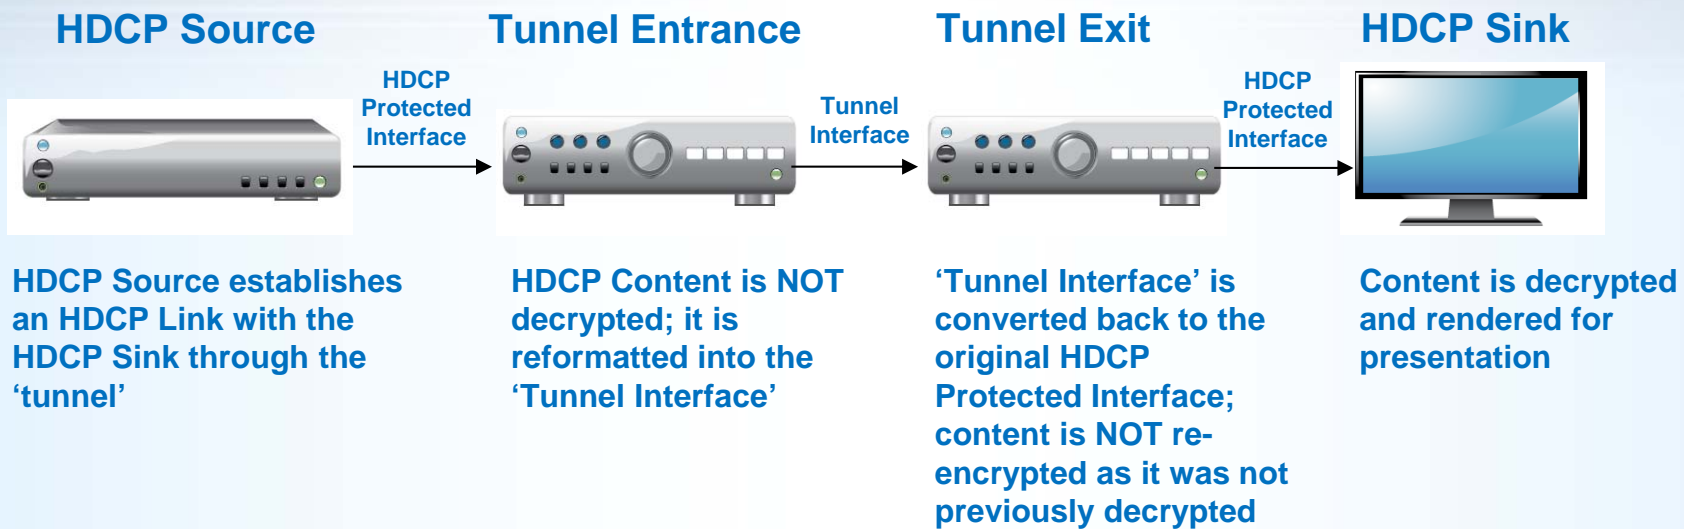 HDCP Source
Tunnel Entrance
Tunnel Exit
HDCP Sink
HDCP
Protected
Interface
Tunnel
Interface
HDCP
Protected
Interface
HDCP Source establishes
an HDCP Link with the
HDCP Sink through the
‘tunnel’
HDCP Content is NOT
decrypted; it is
reformatted into the
‘Tunnel Interface’
‘Tunnel Interface’ is
converted back to the
original HDCP
Protected Interface;
content is NOT re-
encrypted as it was not
previously decrypted
Content is decrypted
and rendered for
presentation